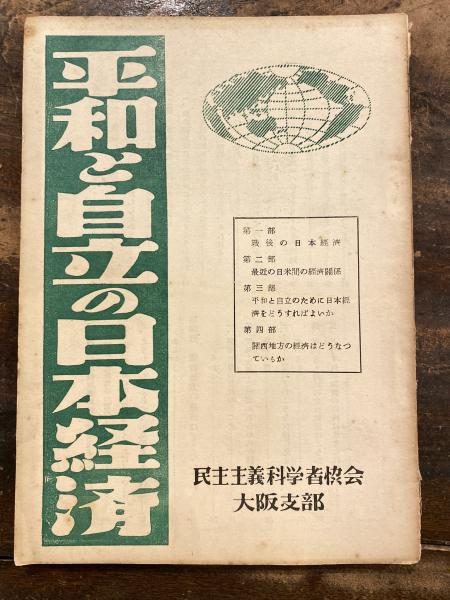 平和と自立の日本経済
第一部
戦後の日本経済
第二部
最近の日米間の経済関係
第三部
平和と自立のために日本経
済をどうすればよいか
第四部
関西地方の経済はどうなつ
ているか
民主主義科学者協会
大阪支部